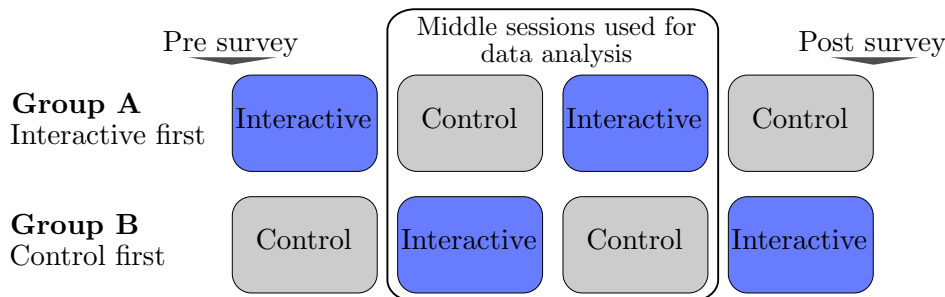 Pre survey
Middle sessions used for
data analysis
Post survey
Group A
Interactive first
Interactive
Control
Interactive
Control
Group B
Control first
Control
Interactive
Control
Interactive